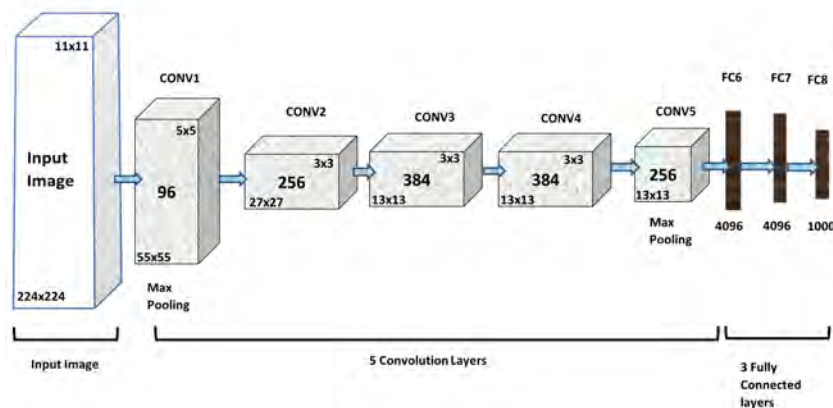 11x11
Input
Image
224x224
CONV1
5x5
96
55x55
Max
Pooling
CONV2
3x3
256
27x27
CONV3
3x3
384
13x13
CONV4
3x3
384
13x13
CONV5
256
13x13
Max
Pooling
FC6
4096
FC7
4096
FC8
1000
Input Image
5 Convolution Layers
3 Fully
Connected
layers